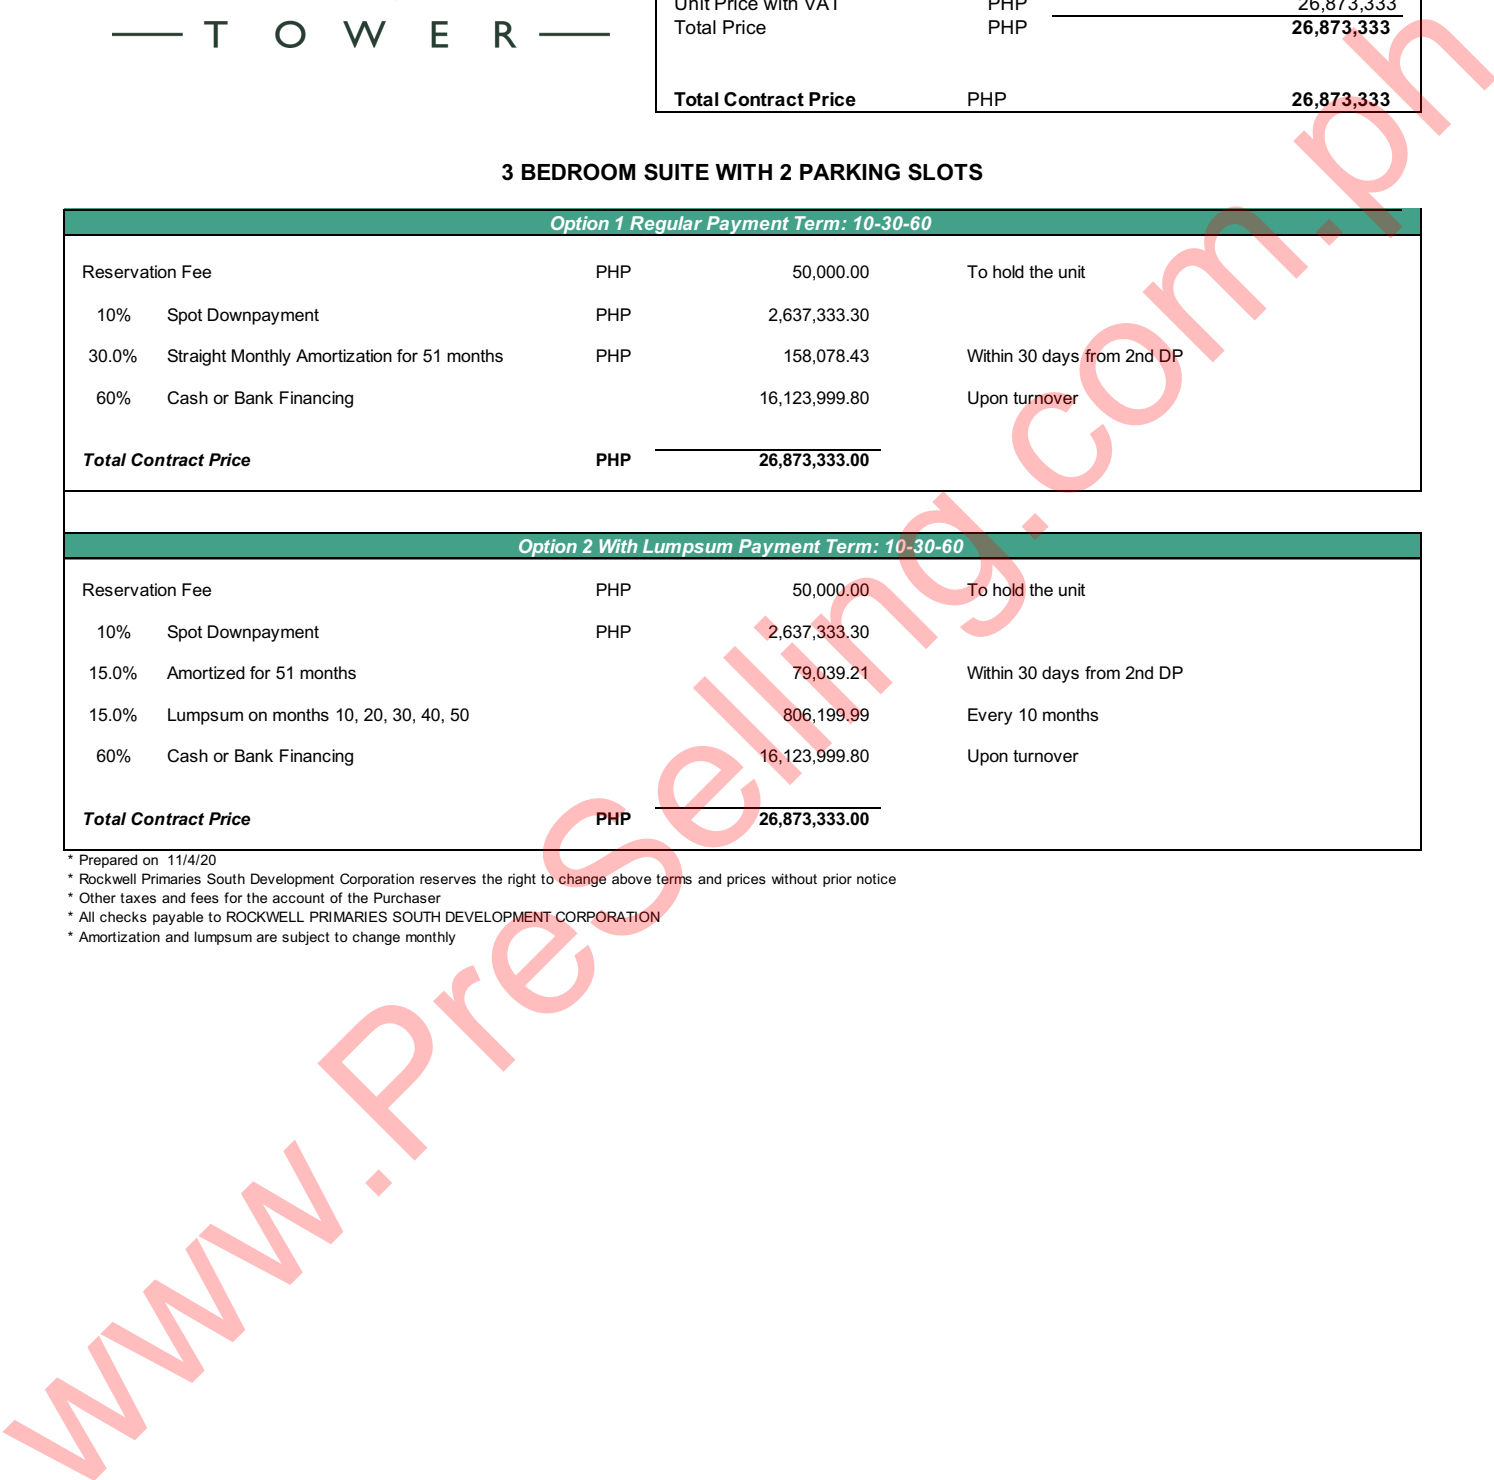 Unit Price with VAT PHP 26,873,333
TOWER
Total Price PHP 26,873,333
Total Contract Price PHP 26,873,333
3 BEDROOM SUITE WITH 2 PARKING SLOTS
Option 1 Regular Payment Term: 10-30-60
Reservation Fee PHP 50,000.00 To hold the unit
10% Spot Downpayment PHP 2,637,333.30
30.0% Straight Monthly Amortization for 51 months PHP 158,078.43 Within 30 days from 2nd DP
60% Cash or Bank Financing 16,123,999.80 Upon turnover
Total Contract Price PHP 26,873,333.00
Option 2 With Lumpsum Payment Term: 10-30-60
Reservation Fee PHP 50,000.00 To hold the unit
10% Spot Downpayment PHP 2,637,333.30
15.0% Amortized for 51 months 79,039.21 Within 30 days from 2nd DP
15.0% Lumpsum on months 10, 20, 30, 40, 50 806,199.99 Every 10 months
60% Cash or Bank Financing 16,123,999.80 Upon turnover
Total Contract Price PHP 26,873,333.00
* Prepared on 11/4/20
* Rockwell Primaries South Development Corporation reserves the right to change above terms and prices without prior notice
* Other taxes and fees for the account of the Purchaser
* All checks payable to ROCKWELL PRIMARIES SOUTH DEVELOPMENT CORPORATION
* Amortization and lumpsum are subject to change monthly
www.PreSelling.com.ph